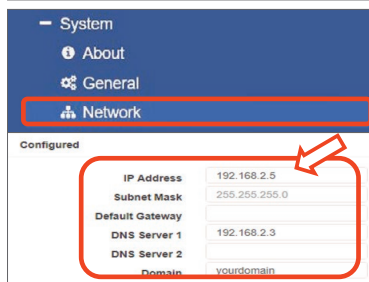 System
About
General
Network
Configured
IP Address 192.168.2.5
Subnet Mask 255.255.255.0
Default Gateway
DNS Server 1 192.168.2.3
DNS Server 2
Domain yourdomain